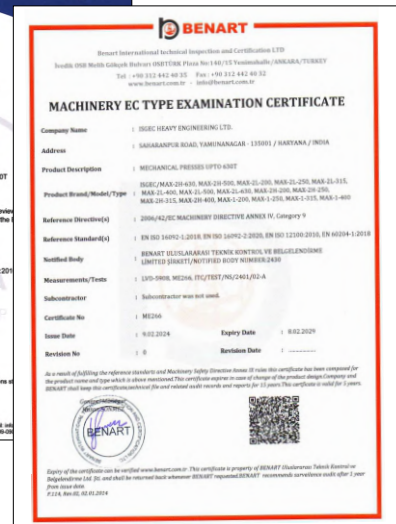 BENART
Benart International technical Inspection and Certification LTD
İvedik OSB Melih Gökçek Bulvarı OSBTÜRK Plaza No:140/15 Yenimahalle/ANKARA/TURKEY
Tel : +90 312 442 40 33 Fax : +90 312 442 40 32
www.benart.com.tr - info@benart.com.tr
MACHINERY EC TYPE EXAMINATION CERTIFICATE
Company Name : ISGEC HEAVY ENGINEERING LTD.
Address : SAHARANPUR ROAD, YAMUNANAGAR - 135001 / HARYANA / INDIA
Product Description : MECHANICAL PRESSES UPTO 650T
Product Brand/Model/Type : ISGEC/MAX-2H-630, MAX-2H-500, MAX-2L-200, MAX-2L-250, MAX-2L-315,
MAX-2L-400, MAX-2L-500, MAX-2L-630, MAX-2H-200, MAX-2H-250,
MAX-2H-315, MAX-2H-400, MAX-1-200, MAX-1-250, MAX-1-315, MAX-1-400
Reference Directive(s) : 2006/42/EC MACHINERY DIRECTIVE ANNEX IV, Category 9
Reference Standard(s) : EN ISO 16092-1:2018, EN ISO 16092-2:2020, EN ISO 12100:2010, EN 60204-1:2018
Notified Body : BENART ULUSLARARASI TEKNİK KONTROL VE BELGELENDİRME
LİMİTED ŞİRKETİ/NOTIFIED BODY NUMBER:2430
Measurements/Tests : LVD-0408, ME266, ITC/TEST/NS/2401/02-A
Subcontractor : Subcontractor was not used.
Certificate No : ME266
Issue Date : 9.02.2024 Expiry Date : 8.02.2029
Revision No : 0 Revision Date : ..........
As a result of fulfilling the reference standarts and Machinery Safety Directive Annex IX rules this certificate has been composed for
the product name and type which is above mentioned.This certificate expires in case of change of the product design.Company and
BENART shall keep this certificate,technical file and related audit records and reports for 15 years.This certificate is valid for 5 years.
General Manager
BENART
Expiry of the certificate can be verified www.benart.com.tr. This certificate is property of BENART Uluslararası Teknik Kontrol ve
Belgelendirme Ltd. Şti. and shall be returned back whenever BENART requested.BENART recommends surveilence audit after 1 year
from issue date.
F.114, Rev.02, 02.01.2014